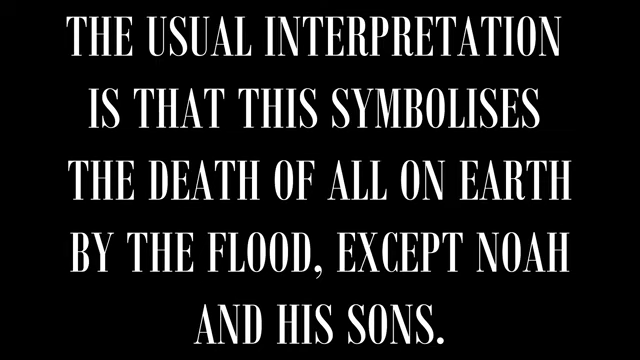 THE USUAL INTERPRETATION
IS THAT THIS SYMBOLISES
THE DEATH OF ALL ON EARTH
BY THE FLOOD, EXCEPT NOAH
AND HIS SONS.